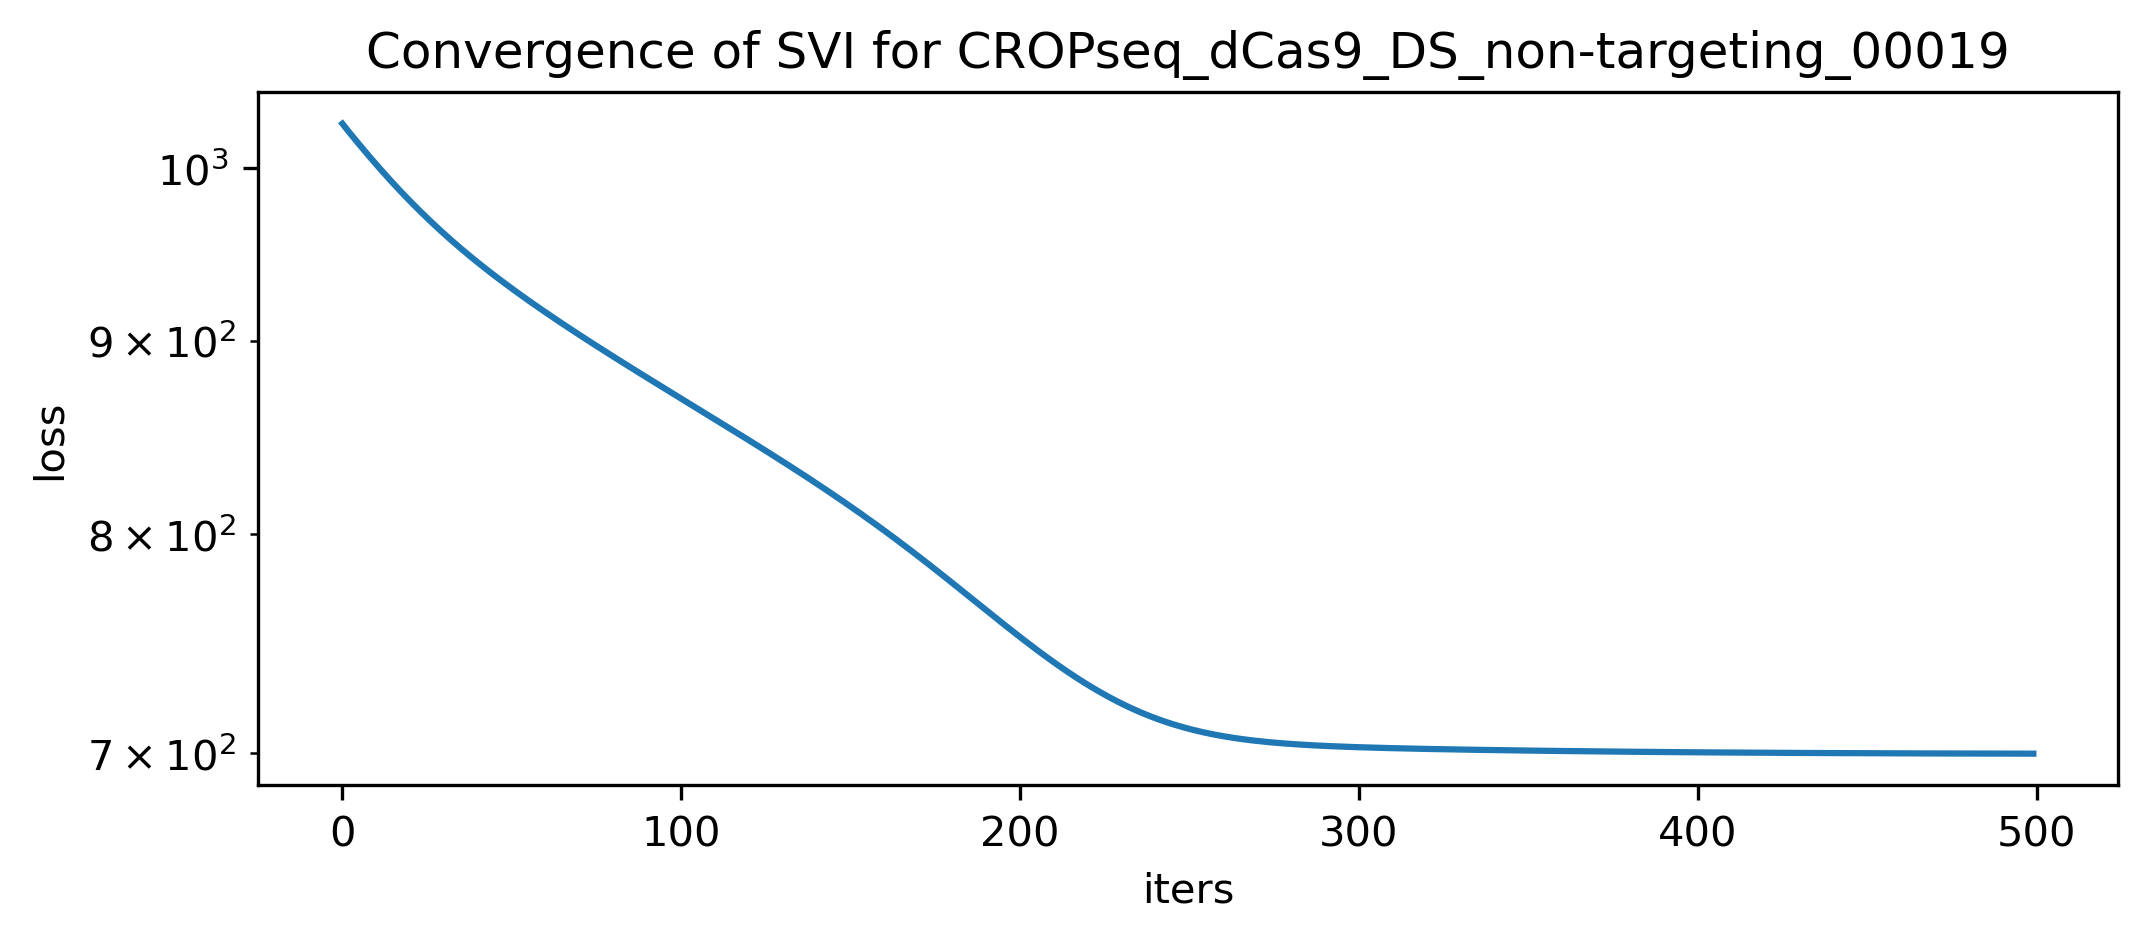 Convergence of SVI for CROPseq_dCas9_DS_non-targeting_00019
10³
9 × 10²
8 × 10²
7 × 10²
loss
0 100 200 300 400 500
iters